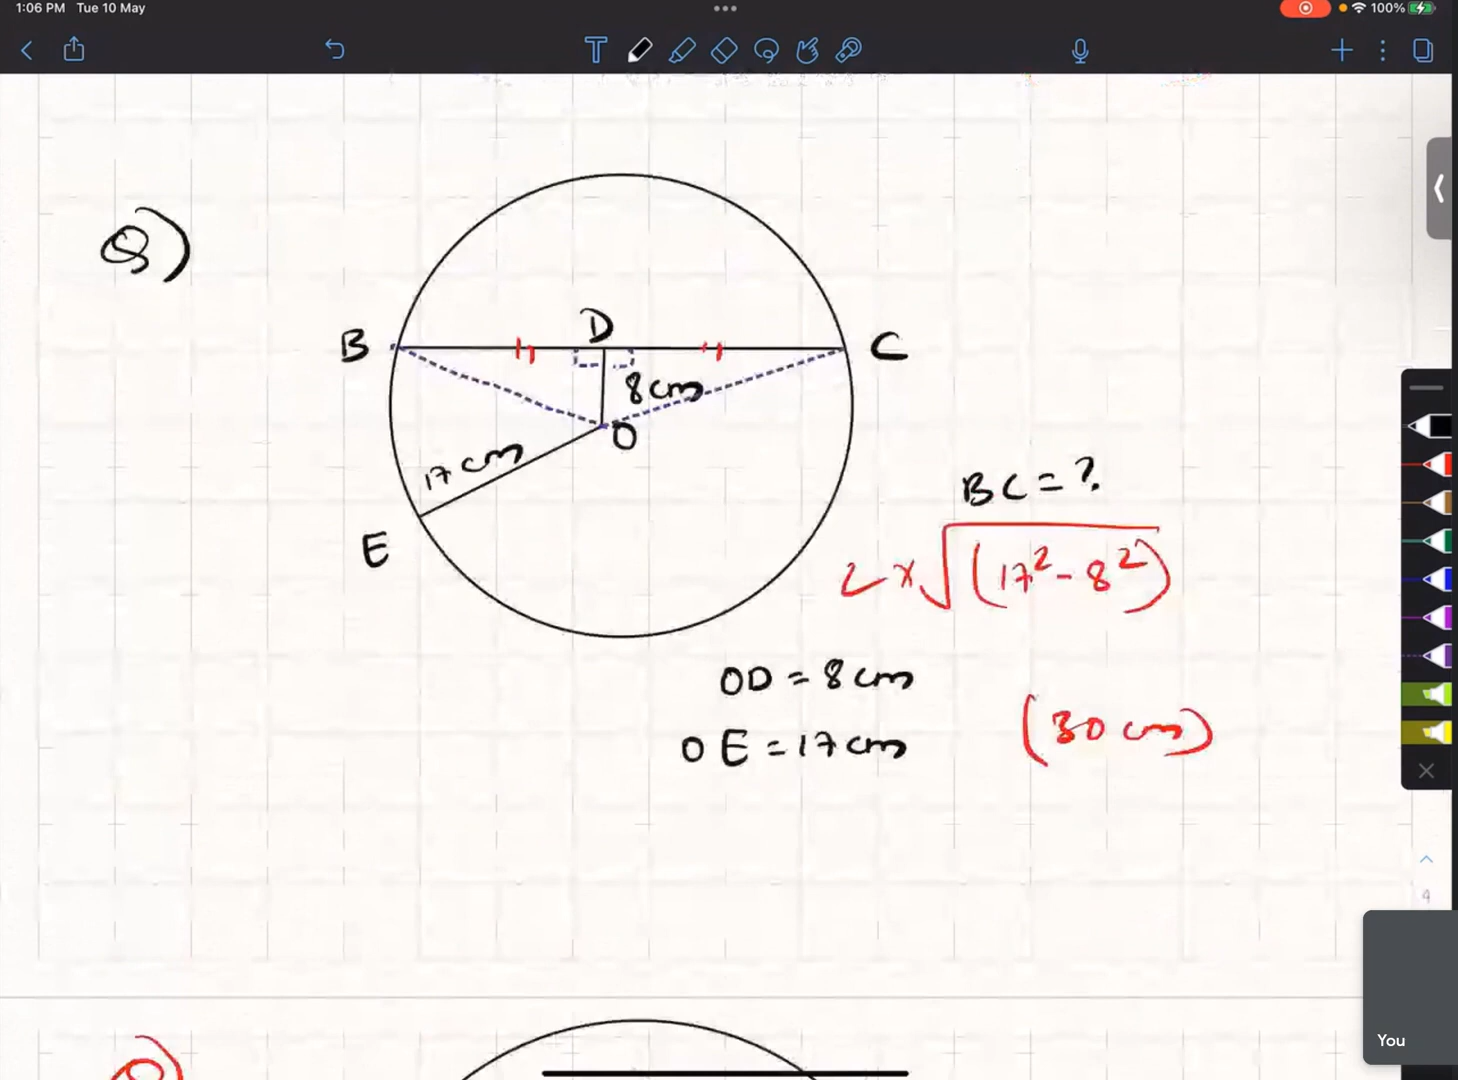 1:06 PM Tue 10 May
100%
Q)
B
D
C
8cm
O
17cm
E
BC = ?
2 × √(17² - 8²)
OD = 8cm
OE = 17cm
(30 cm)
4
You
Q)